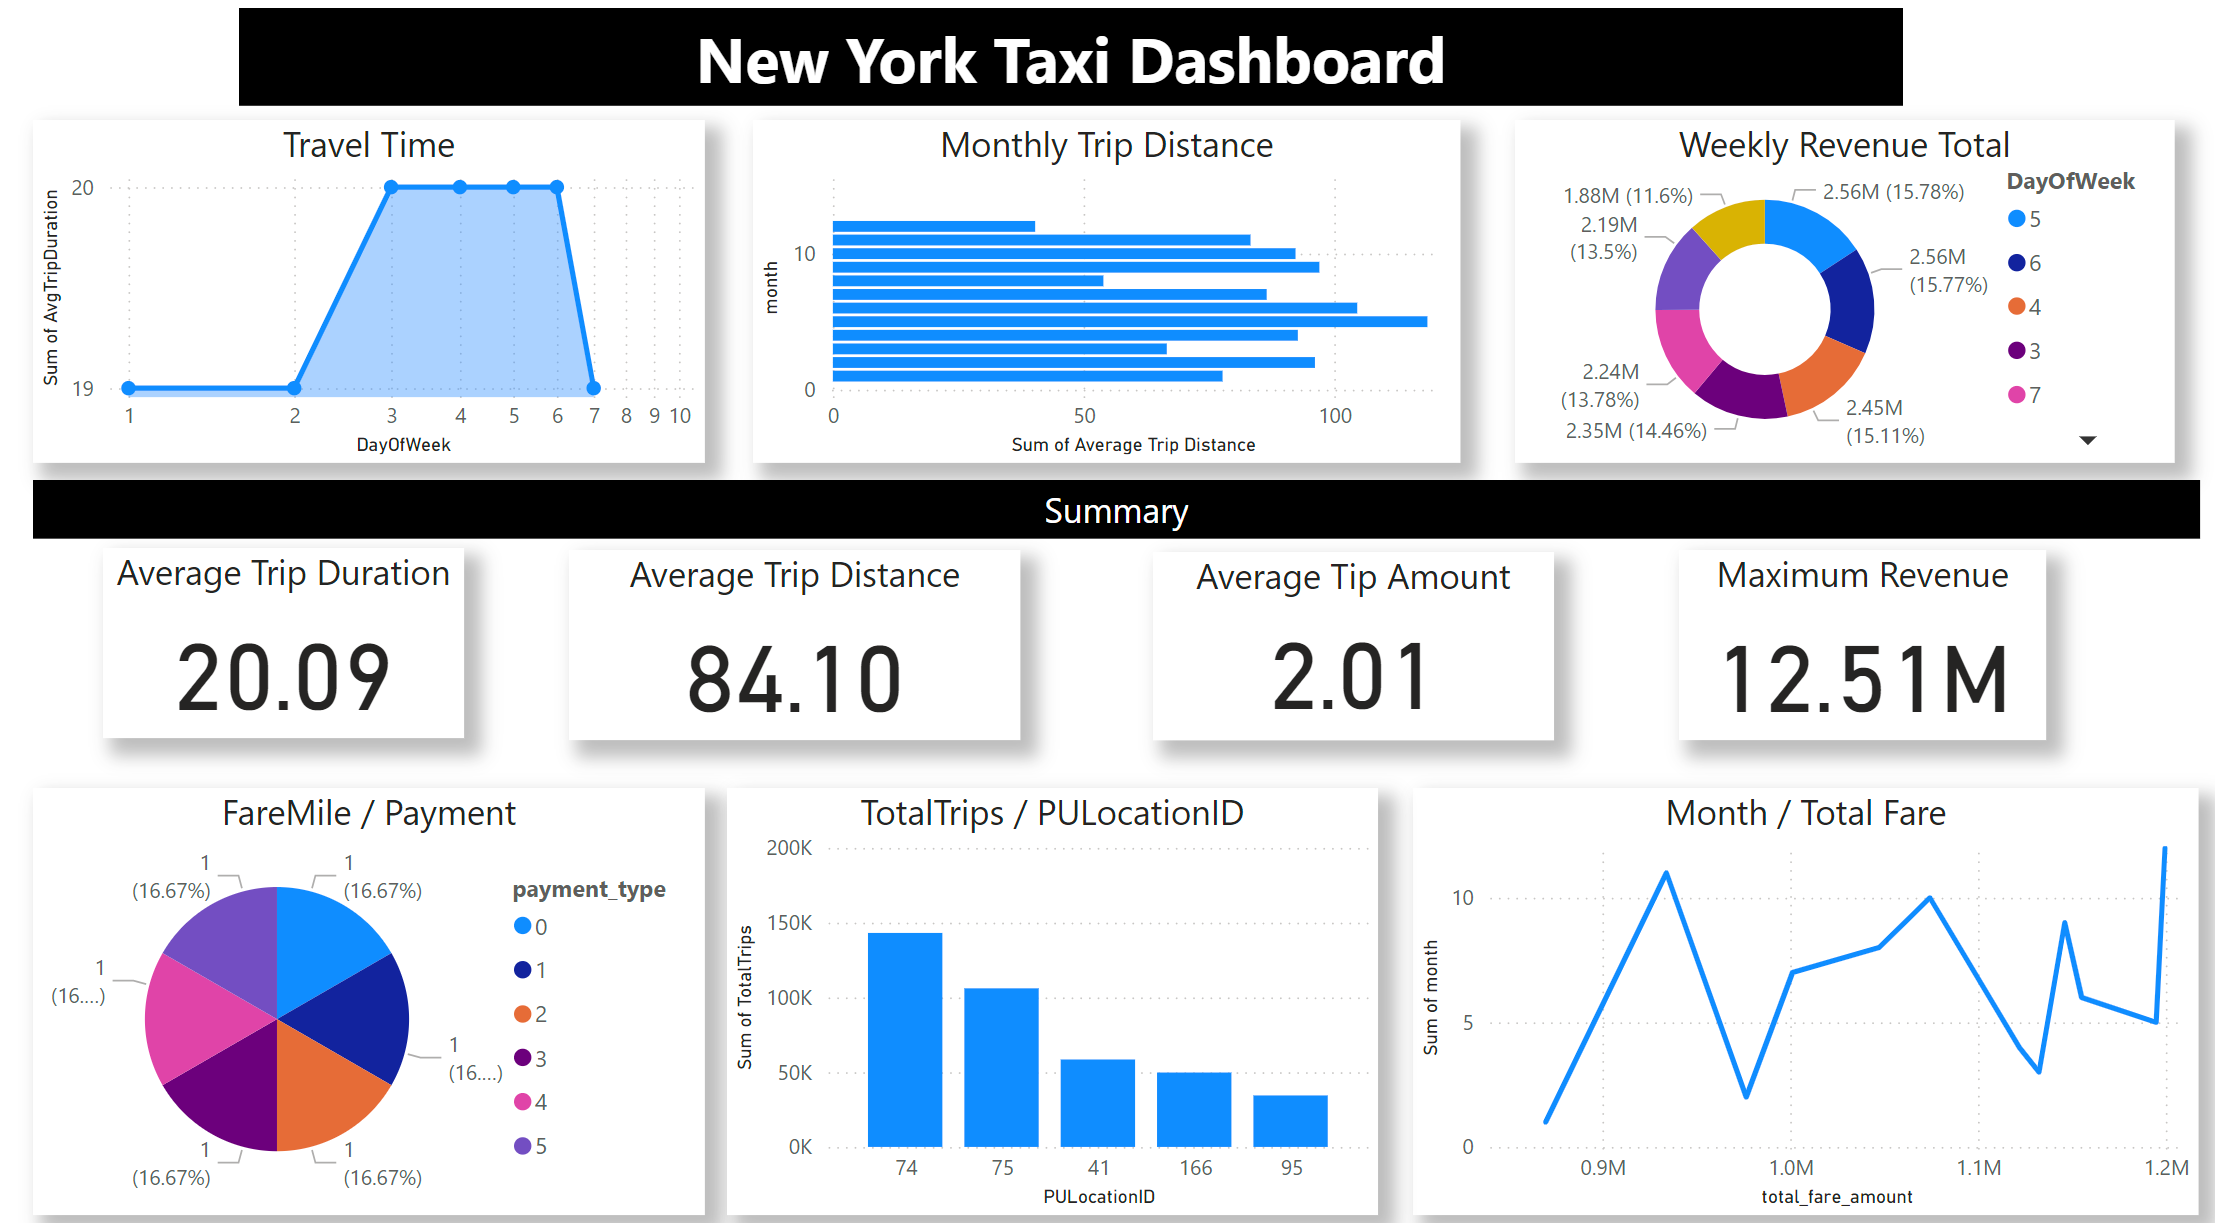 New York Taxi Dashboard
Travel Time
Sum of AvgTripDuration
20
19
1 2 3 4 5 6 7 8 9 10
DayOfWeek
Monthly Trip Distance
month
10
0
0 50 100
Sum of Average Trip Distance
Weekly Revenue Total
1.88M (11.6%)
2.56M (15.78%)
2.19M
(13.5%)
2.56M
(15.77%)
2.24M
(13.78%)
2.35M (14.46%)
2.45M
(15.11%)
DayOfWeek
5
6
4
3
7
Summary
Average Trip Duration
20.09
Average Trip Distance
84.10
Average Tip Amount
2.01
Maximum Revenue
12.51M
FareMile / Payment
1
(16.67%)
1
(16.67%)
1
(16....)
1
(16....)
1
(16.67%)
1
(16.67%)
payment_type
0
1
2
3
4
5
TotalTrips / PULocationID
Sum of TotalTrips
200K
150K
100K
50K
0K
74 75 41 166 95
PULocationID
Month / Total Fare
Sum of month
10
5
0
0.9M 1.0M 1.1M 1.2M
total_fare_amount